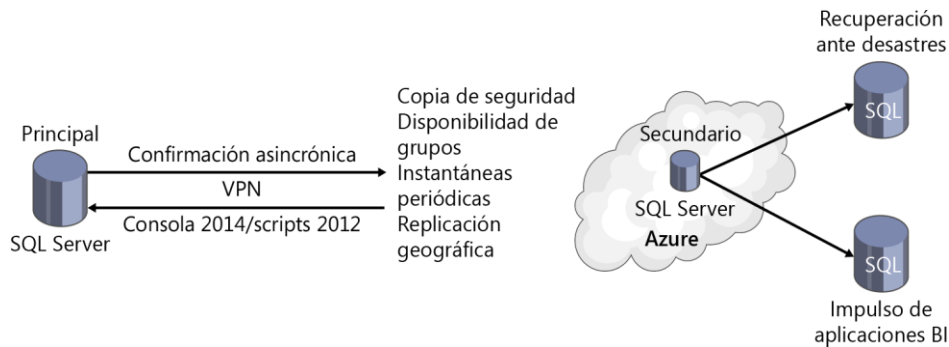 Principal
SQL Server
Confirmación asincrónica
VPN
Consola 2014/scripts 2012
Copia de seguridad
Disponibilidad de
grupos
Instantáneas
periódicas
Replicación
geográfica
Secundario
SQL Server
Azure
Recuperación
ante desastres
SQL
SQL
Impulso de
aplicaciones BI